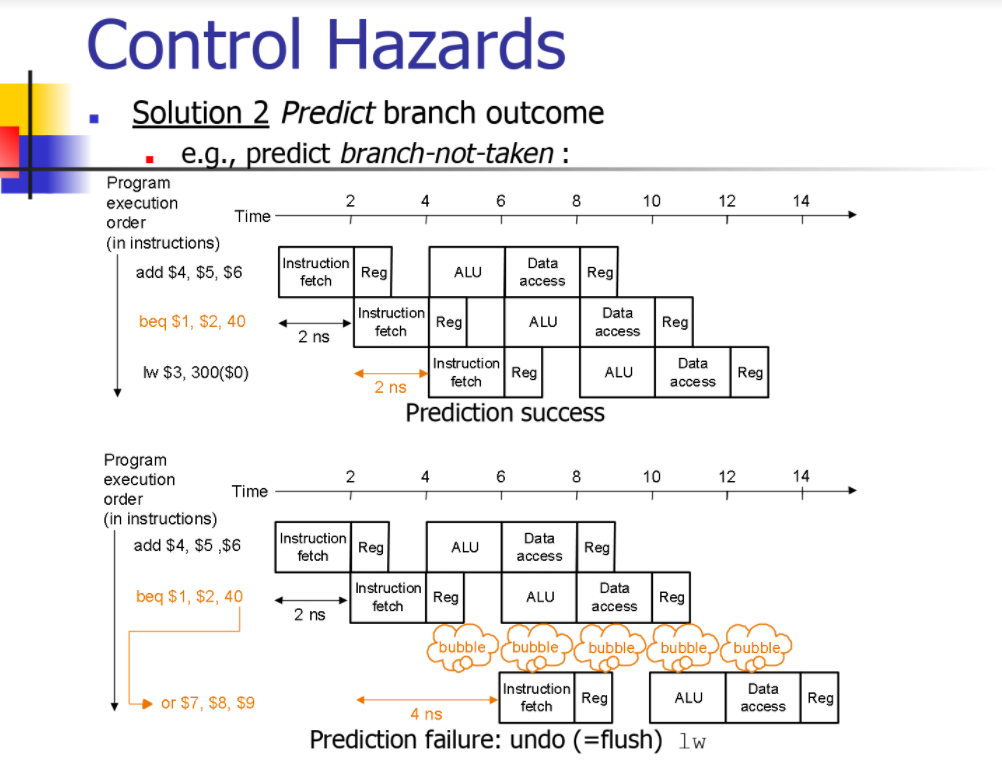 Control Hazards
Solution 2 Predict branch outcome
e.g., predict branch-not-taken :
Program
execution
order
(in instructions)
Time
2 4 6 8 10 12 14
add $4, $5, $6
Instruction fetch Reg ALU Data access Reg
beq $1, $2, 40
2 ns
Instruction fetch Reg ALU Data access Reg
lw $3, 300($0)
2 ns
Instruction fetch Reg ALU Data access Reg
Prediction success
Program
execution
order
(in instructions)
Time
2 4 6 8 10 12 14
add $4, $5 ,$6
Instruction fetch Reg ALU Data access Reg
beq $1, $2, 40
2 ns
Instruction fetch Reg ALU Data access Reg
bubble bubble bubble bubble bubble
or $7, $8, $9
4 ns
Instruction fetch Reg ALU Data access Reg
Prediction failure: undo (=flush) lw